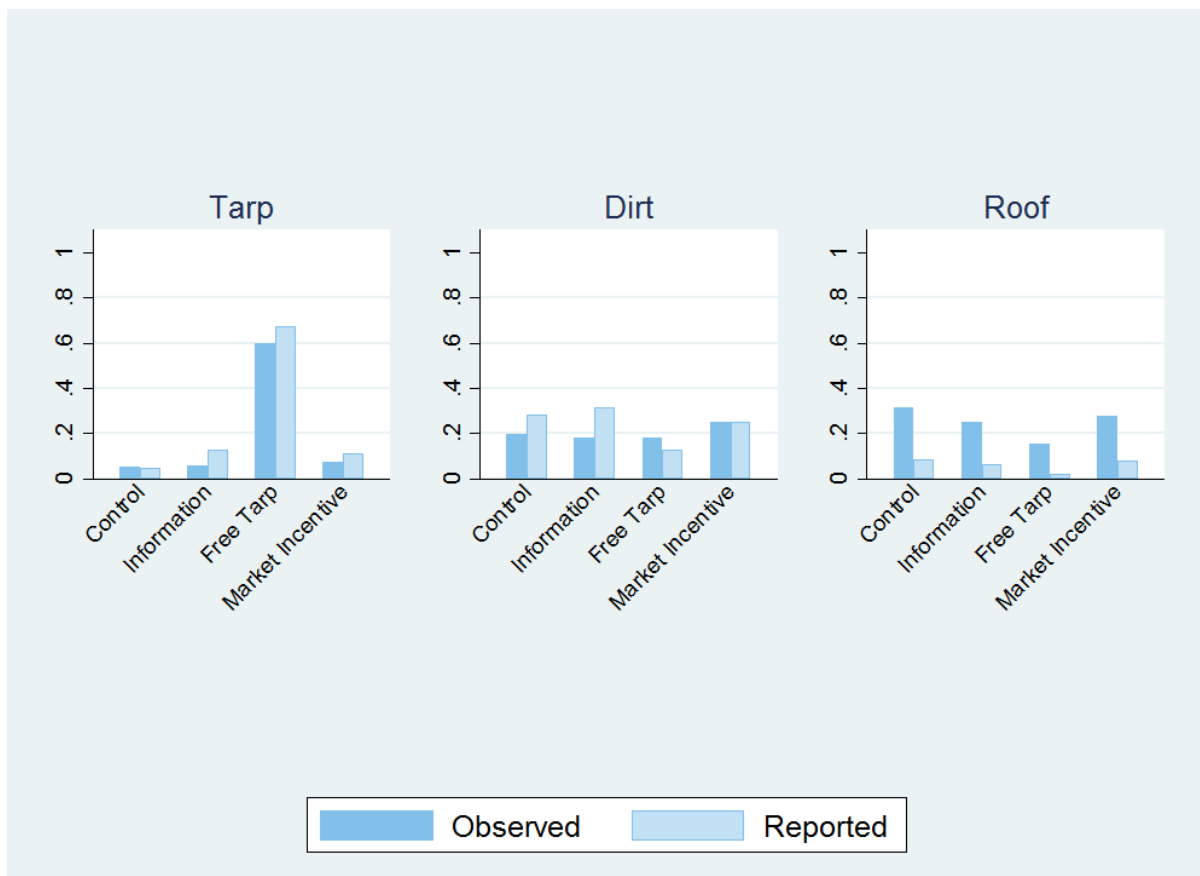 Tarp
1
.8
.6
.4
.2
0
Control
Information
Free Tarp
Market Incentive
Dirt
1
.8
.6
.4
.2
0
Control
Information
Free Tarp
Market Incentive
Roof
1
.8
.6
.4
.2
0
Control
Information
Free Tarp
Market Incentive
Observed Reported